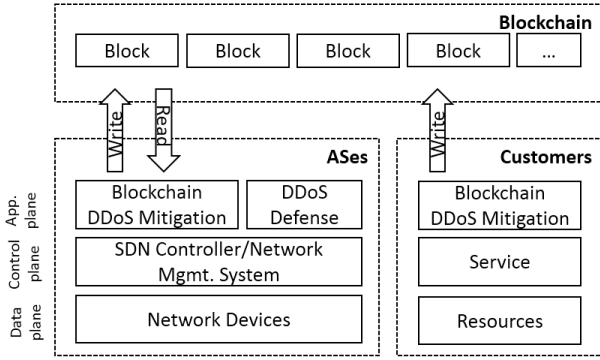 Blockchain
Block
Block
Block
Block
...
Write
Read
Write
ASes
Customers
App.
plane
Blockchain
DDoS Mitigation
DDoS
Defense
Blockchain
DDoS Mitigation
Control
plane
SDN Controller/Network
Mgmt. System
Service
Data
plane
Network Devices
Resources